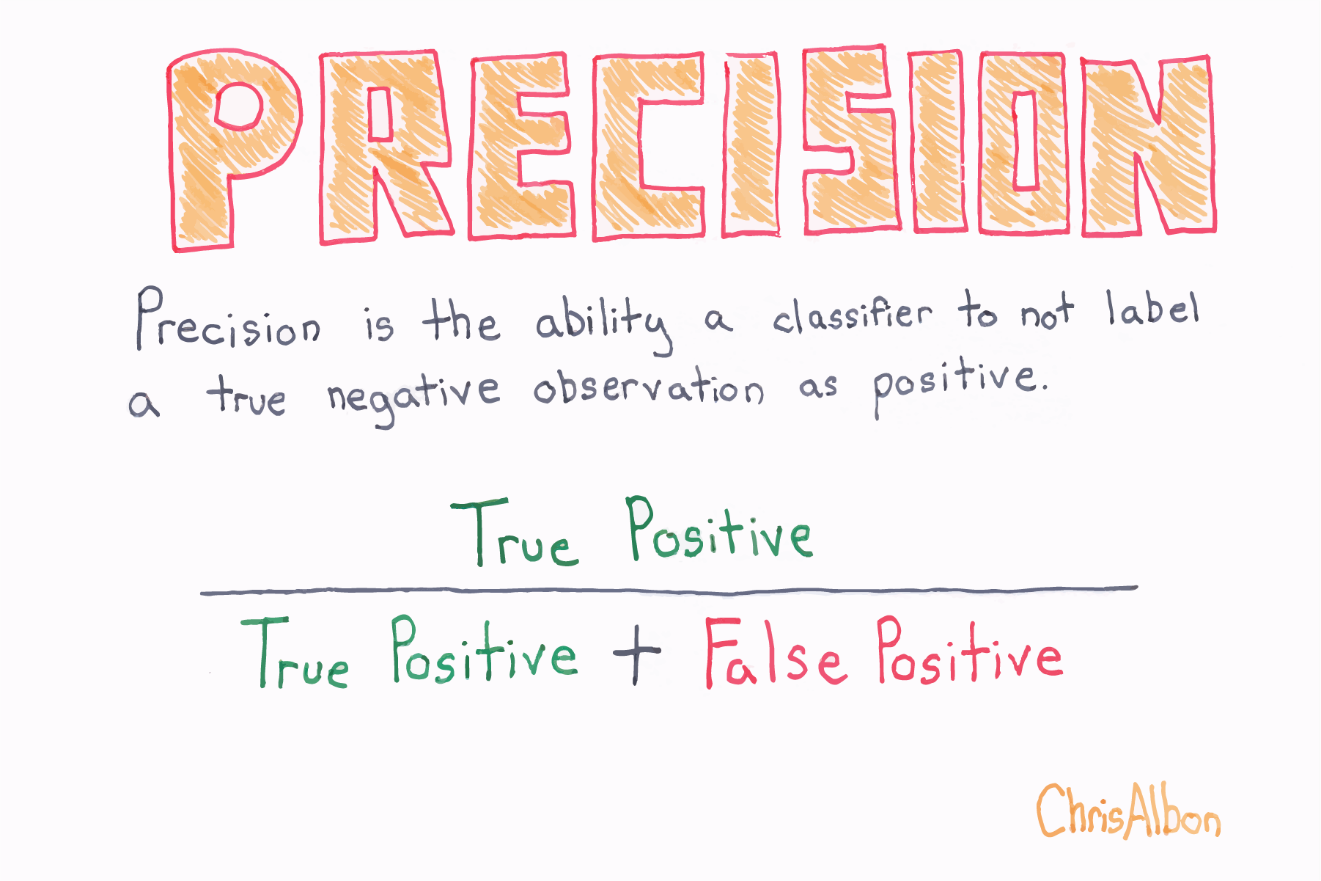 PRECISION
Precision is the ability a classifier to not label
a true negative observation as positive.
True Positive
True Positive + False Positive
ChrisAlbon